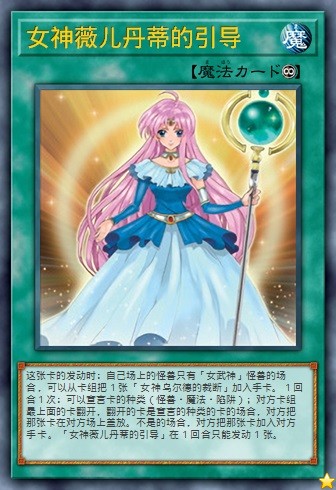 女神薇儿丹蒂的引导
魔
【魔法カード】
这张卡的发动时；自己场上的怪兽只有「女武神」怪兽的场
合，可以从卡组把１张「女神乌尔德的裁断」加入手卡。１回
合１次；可以宣言卡的种类（怪兽·魔法·陷阱）；对方卡组
最上面的卡翻开，翻开的卡是宣言的种类的卡的场合，对方把
那张卡在对方场上盖放。不是的场合，对方把那张卡加入对方
手卡。「女神薇儿丹蒂的引导」在１回合只能发动１张。